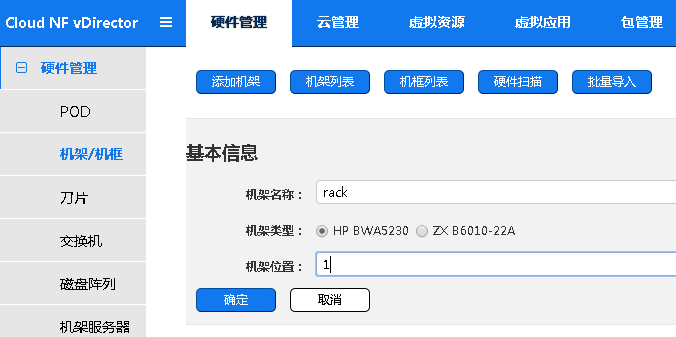 Cloud NF vDirector 硬件管理 云管理 虚拟资源 虚拟应用 包管理
硬件管理
POD
机架/机框
刀片
交换机
磁盘阵列
机架服务器
添加机架 机架列表 机框列表 硬件扫描 批量导入
基本信息
机架名称： rack
机架类型： HP BWA5230 ZX B6010-22A
机架位置： 1
确定 取消